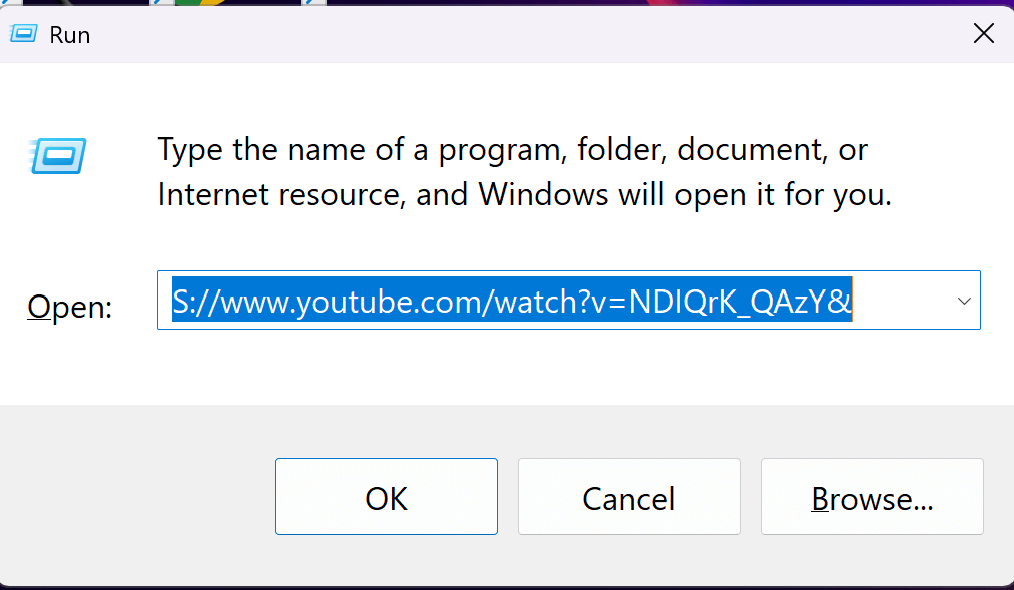 Run
Type the name of a program, folder, document, or
Internet resource, and Windows will open it for you.
Open:
S://www.youtube.com/watch?v=NDIQrK_QAzY&
OK
Cancel
Browse...